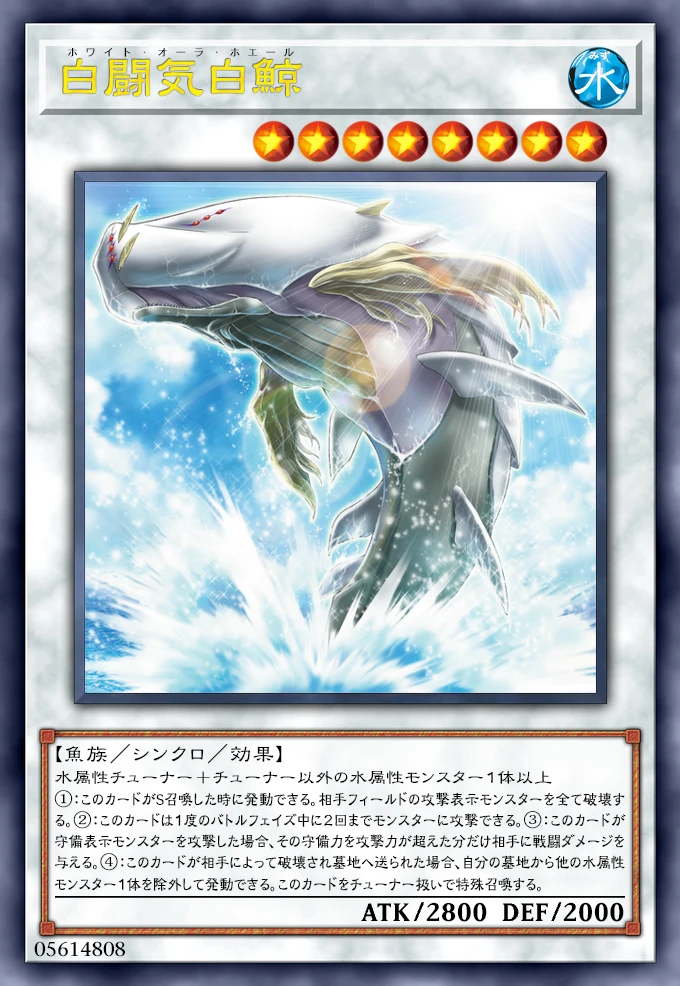 ホワイト・オーラ・ホエール
白闘気白鯨
みず
水
【魚族／シンクロ／効果】
水属性チューナー＋チューナー以外の水属性モンスター1体以上
①：このカードがS召喚した時に発動できる。相手フィールドの攻撃表示モンスターを全て破壊す
る。②：このカードは1度のバトルフェイズ中に2回までモンスターに攻撃できる。③：このカードが
守備表示モンスターを攻撃した場合、その守備力を攻撃力が超えた分だけ相手に戦闘ダメージを
与える。④：このカードが相手によって破壊され墓地へ送られた場合、自分の墓地から他の水属性
モンスター1体を除外して発動できる。このカードをチューナー扱いで特殊召喚する。
ATK/2800 DEF/2000
05614808